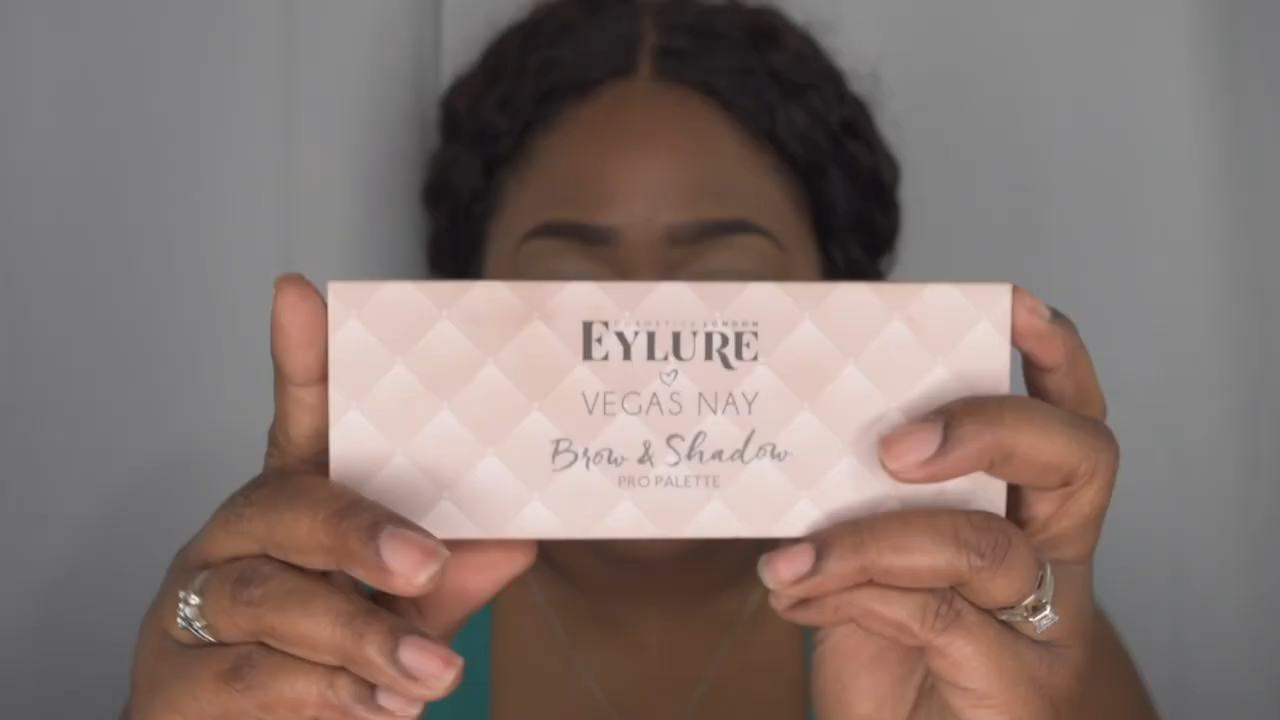 COSMETICS LONDON
EYLURE
VEGAS NAY
Brow & Shadow
PRO PALETTE